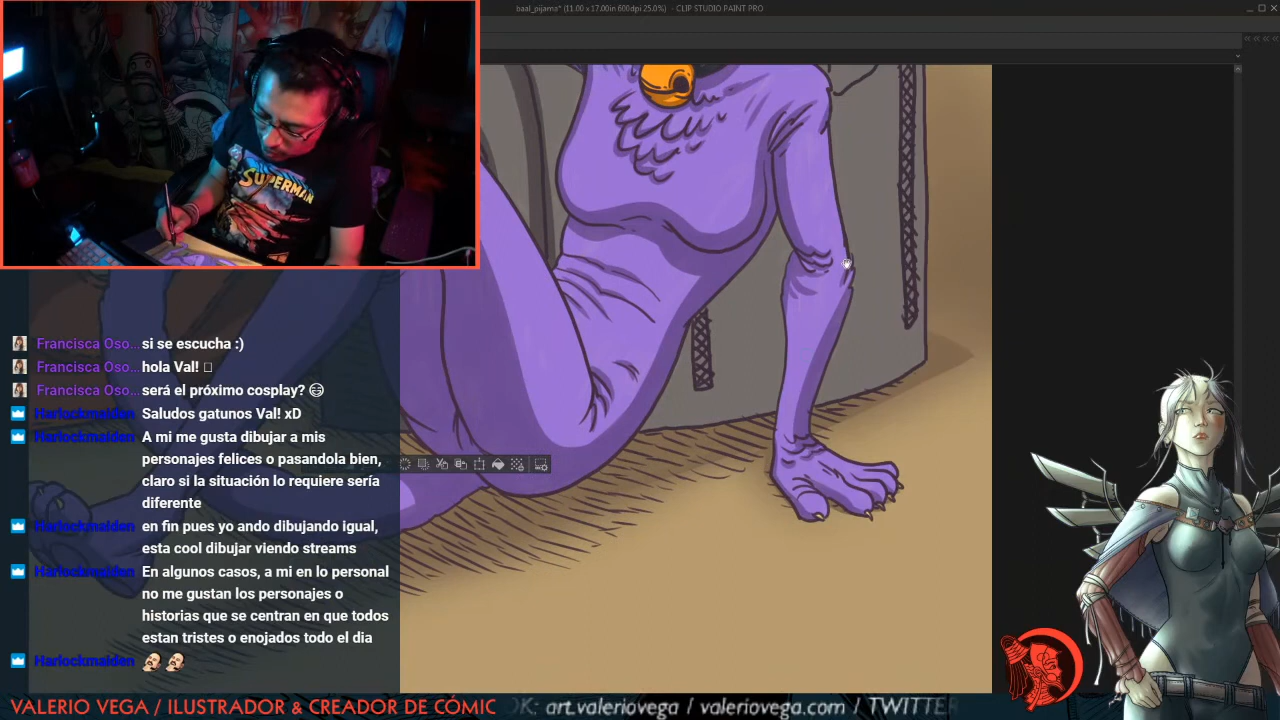 baal_pijama* (11.00 x 17.00in 600dpi 25.0%) - CLIP STUDIO PAINT PRO
SUPERMAN
Francisca Oso... si se escucha :)
Francisca Oso... hola Val!
Francisca Oso... será el próximo cosplay? 😄
Harlockmaiden Saludos gatunos Val! xD
Harlockmaiden A mi me gusta dibujar a mis
personajes felices o pasandola bien,
claro si la situación lo requiere sería
diferente
Harlockmaiden en fin pues yo ando dibujando igual,
esta cool dibujar viendo streams
Harlockmaiden En algunos casos, a mi en lo personal
no me gustan los personajes o
historias que se centran en que todos
estan tristes o enojados todo el dia
Harlockmaiden
VALERIO VEGA / ILUSTRADOR & CREADOR DE CÓMIC
OK: art.valeriovega / valeriovega.com / TWITTER